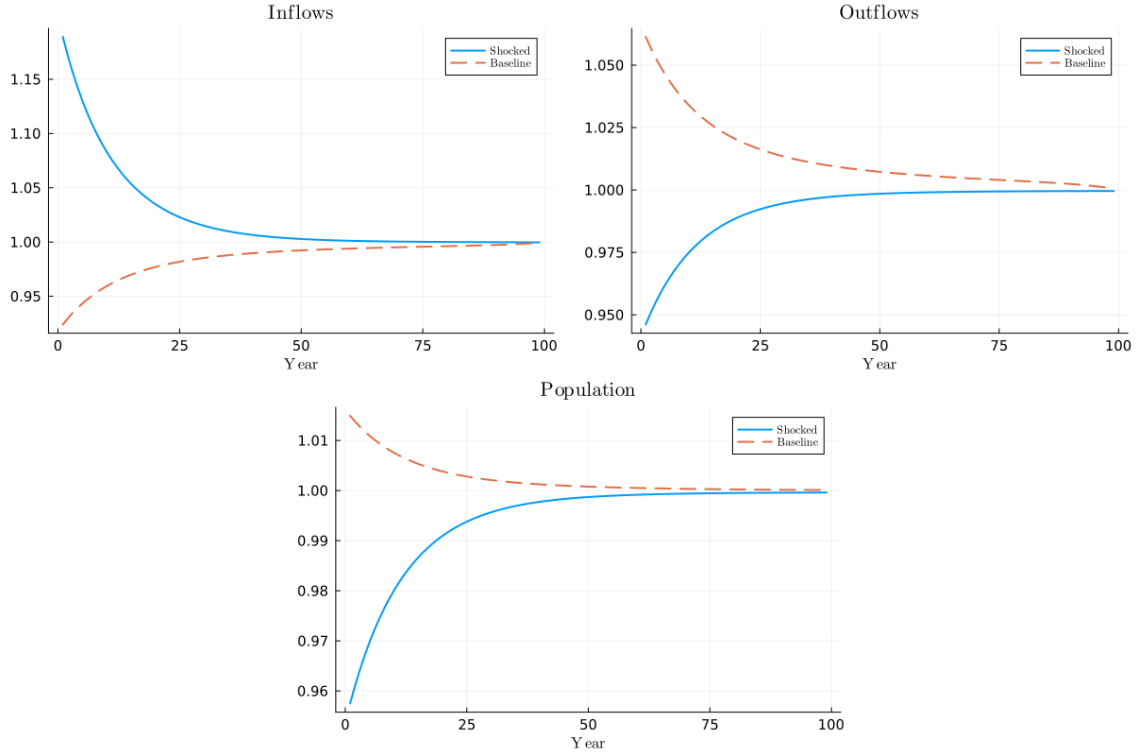 Inflows
Shocked
Baseline
1.15
1.10
1.05
1.00
0.95
0 25 50 75 100
Year
Outflows
Shocked
Baseline
1.050
1.025
1.000
0.975
0.950
0 25 50 75 100
Year
Population
Shocked
Baseline
1.01
1.00
0.99
0.98
0.97
0.96
0 25 50 75 100
Year